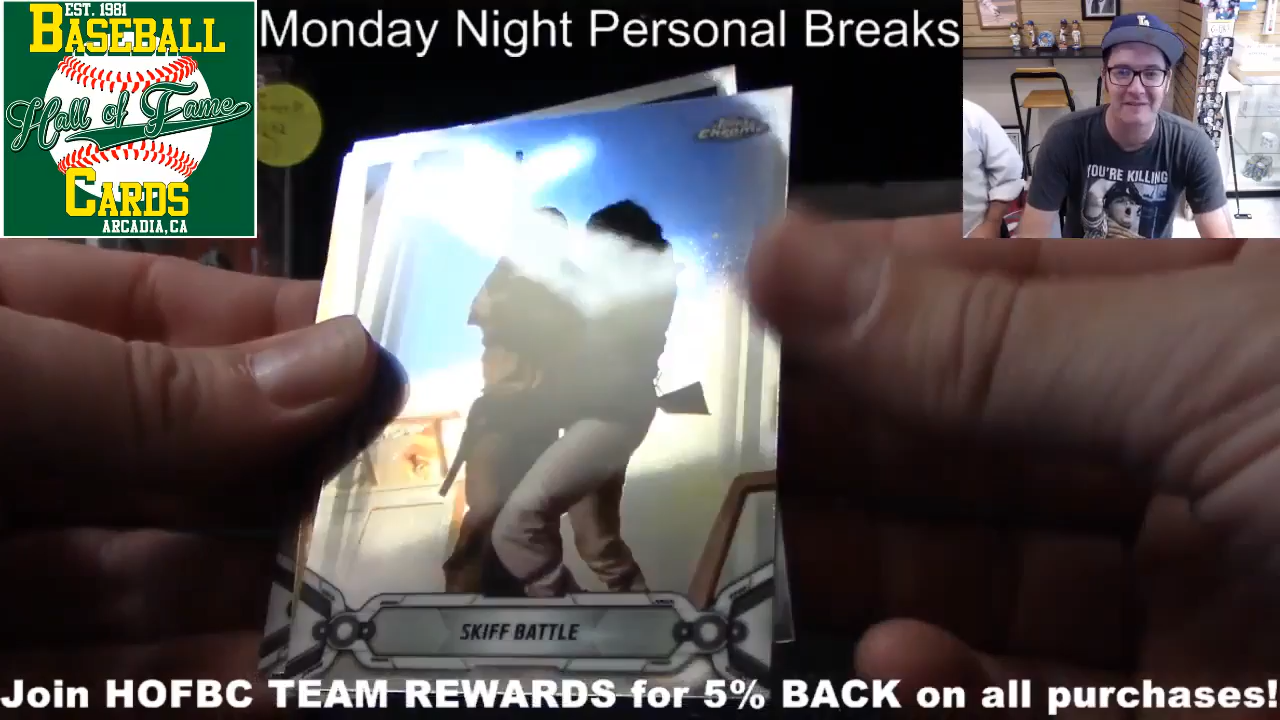 EST. 1981
BASEBALL
Hall of Fame
CARDS
ARCADIA, CA
Monday Night Personal Breaks
YOU'RE KILLING
Topps
Chrome
SKIFF BATTLE
Join HOFBC TEAM REWARDS for 5% BACK on all purchases!